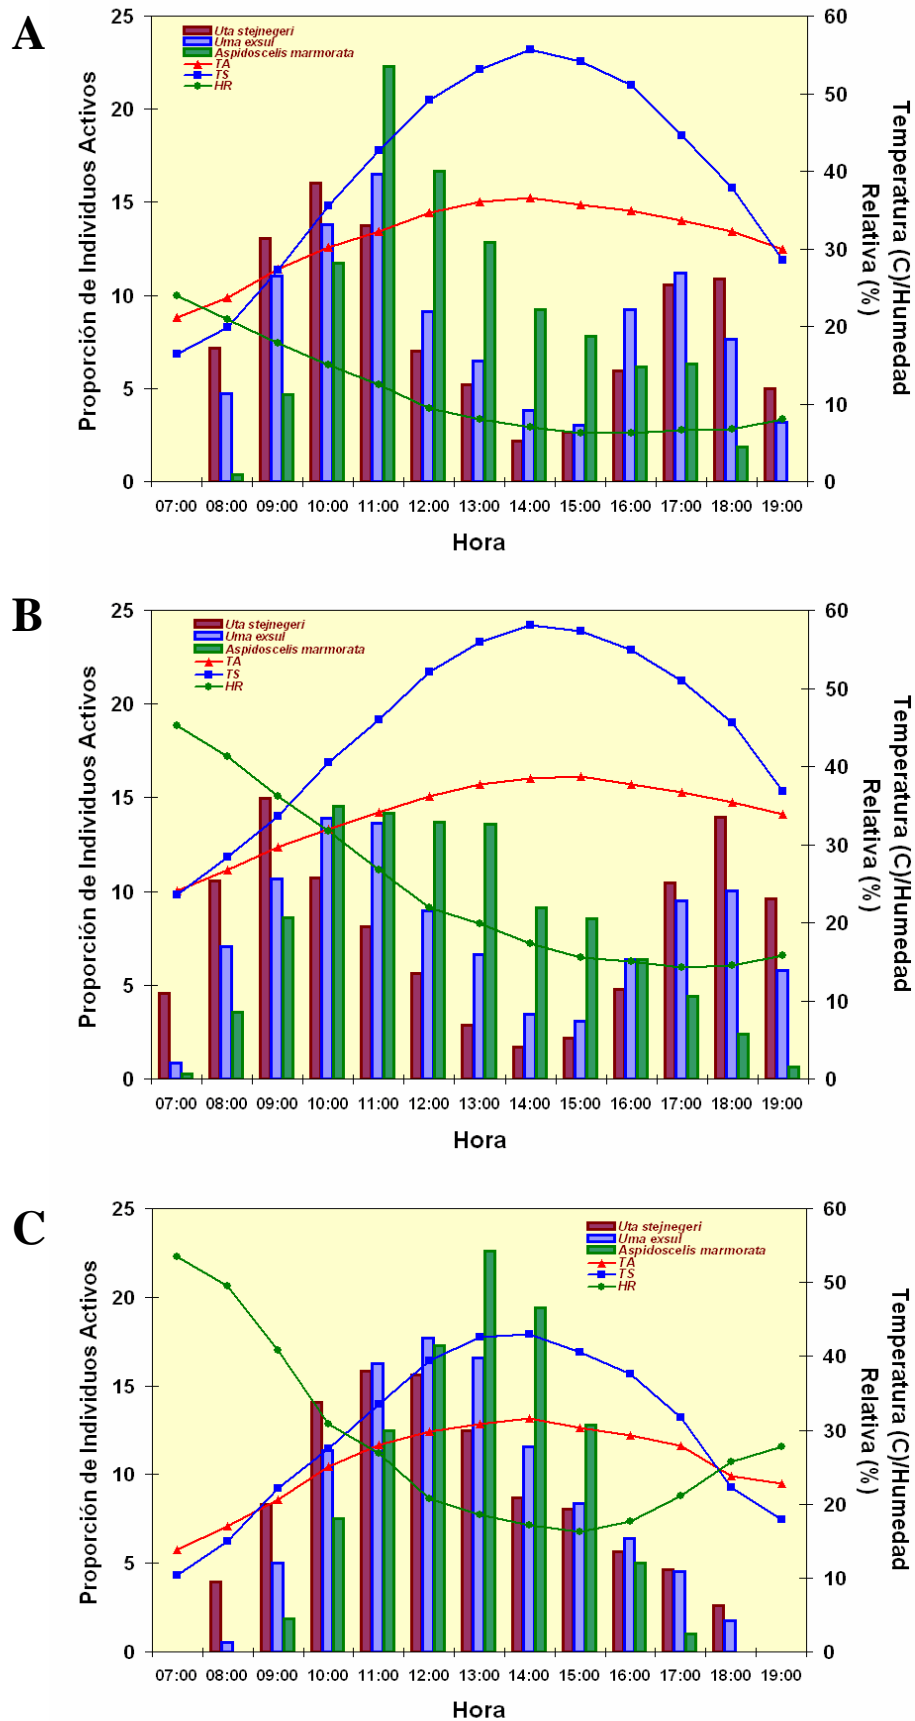 A
Uta stejnegeri
Uma exsul
Aspidoscelis marmorata
TA
TS
HR
25
20
15
10
5
0
Proporción de Individuos Activos
60
50
40
30
20
10
0
Temperatura (C)/Humedad
Relativa (%)
07:00 08:00 09:00 10:00 11:00 12:00 13:00 14:00 15:00 16:00 17:00 18:00 19:00
Hora
B
Uta stejnegeri
Uma exsul
Aspidoscelis marmorata
TA
TS
HR
25
20
15
10
5
0
Proporción de Individuos Activos
60
50
40
30
20
10
0
Temperatura (C)/Humedad
Relativa (%)
07:00 08:00 09:00 10:00 11:00 12:00 13:00 14:00 15:00 16:00 17:00 18:00 19:00
Hora
C
Uta stejnegeri
Uma exsul
Aspidoscelis marmorata
TA
TS
HR
25
20
15
10
5
0
Proporción de Individuos Activos
60
50
40
30
20
10
0
Temperatura (C)/Humedad
Relativa (%)
07:00 08:00 09:00 10:00 11:00 12:00 13:00 14:00 15:00 16:00 17:00 18:00 19:00
Hora